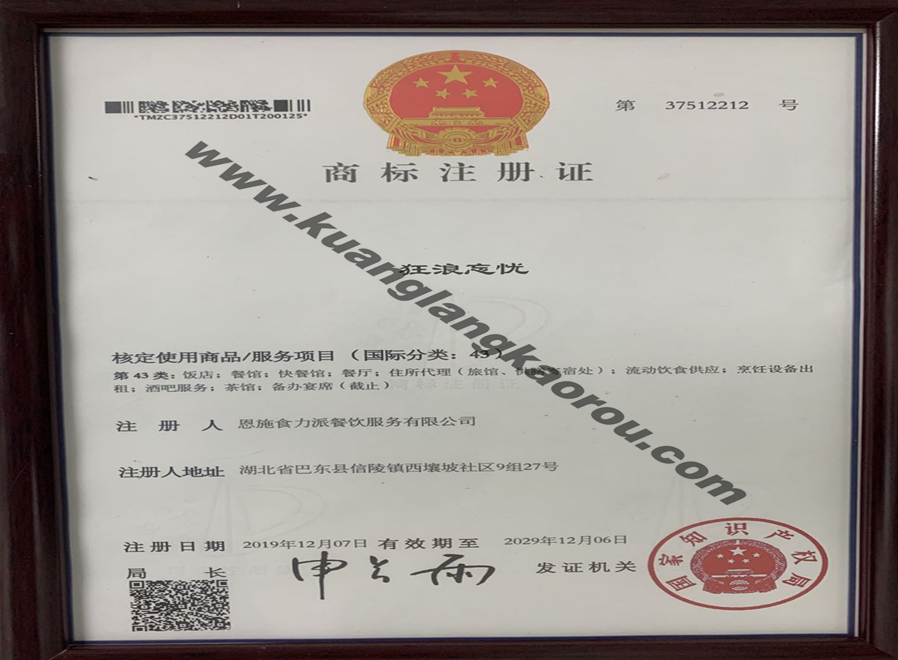 第 37512212 号
*TMZC37512212D01T200125*
商标注册证
www.kuanglangkaorou.com
狂浪忘忧
核定使用商品/服务项目（国际分类：43）
第 43 类：饭店；餐馆；快餐馆；餐厅；住所代理（旅馆、供膳寄宿处）；流动饮食供应；烹饪设备出
租；酒吧服务；茶馆；备办宴席（截止）
注册人 恩施食力派餐饮服务有限公司
注册人地址 湖北省巴东县信陵镇西壤坡社区9组27号
注册日期 2019年12月07日 有效期至 2029年12月06日
局长 申长雨 发证机关
国家知识产权局